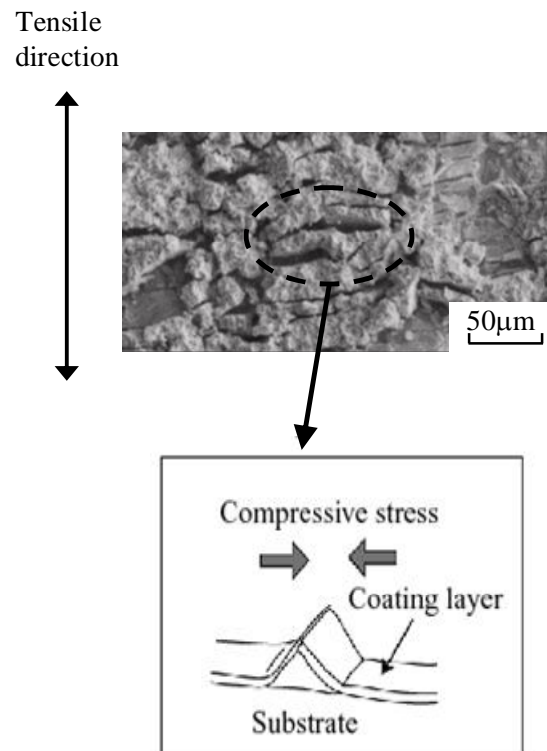 Tensile
direction
50μm
Compressive stress
Coating layer
Substrate